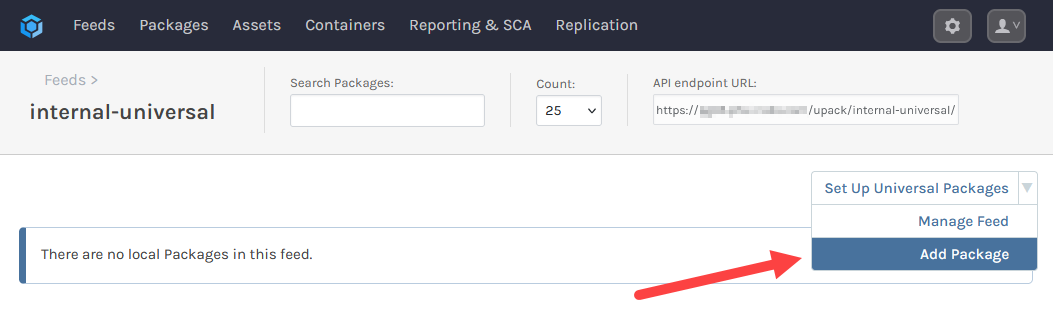 Feeds Packages Assets Containers Reporting & SCA Replication
Feeds >
internal-universal
Search Packages:
Count:
25
API endpoint URL:
https:// /upack/internal-universal/
Set Up Universal Packages
Manage Feed
Add Package
There are no local Packages in this feed.